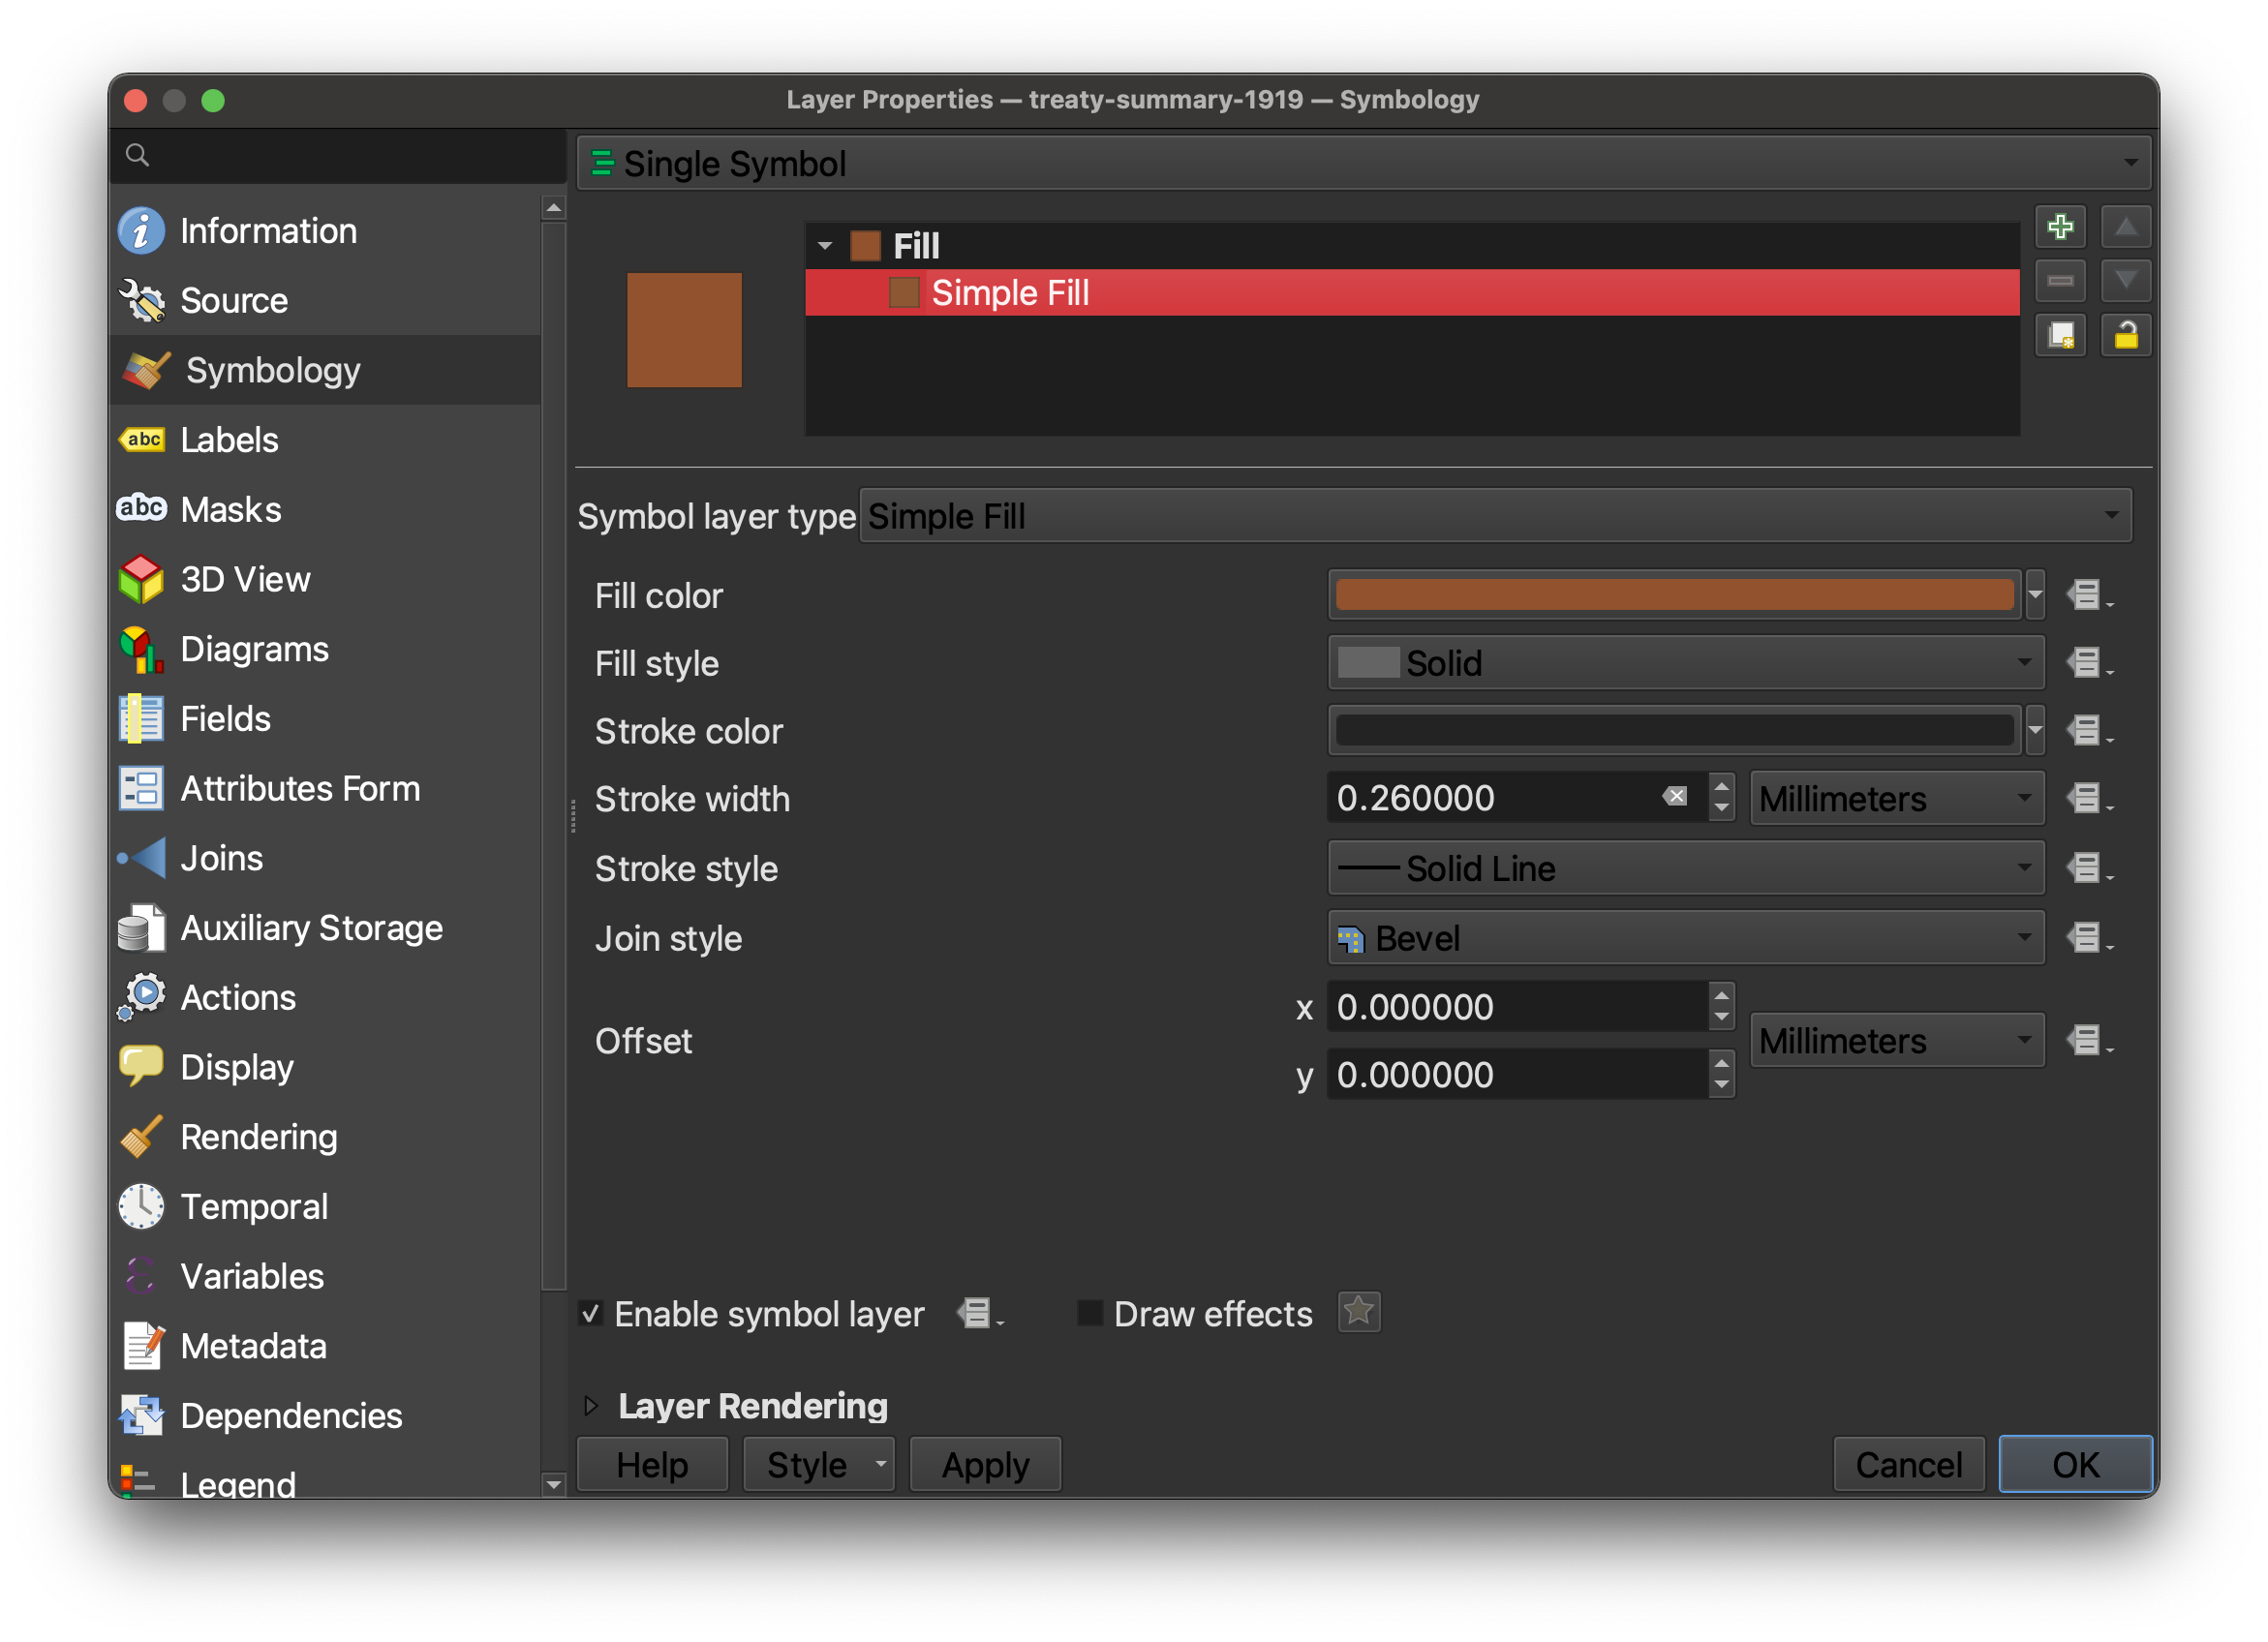 Layer Properties — treaty-summary-1919 — Symbology
Single Symbol
Information
Source
Symbology
Labels
Masks
3D View
Diagrams
Fields
Attributes Form
Joins
Auxiliary Storage
Actions
Display
Rendering
Temporal
Variables
Metadata
Dependencies
Legend
abc
abc
Fill
Simple Fill
Symbol layer type Simple Fill
Fill color
Fill style Solid
Stroke color
Stroke width 0.260000 Millimeters
Stroke style Solid Line
Join style Bevel
Offset x 0.000000 Millimeters
y 0.000000
Enable symbol layer Draw effects
Layer Rendering
Help Style Apply Cancel OK